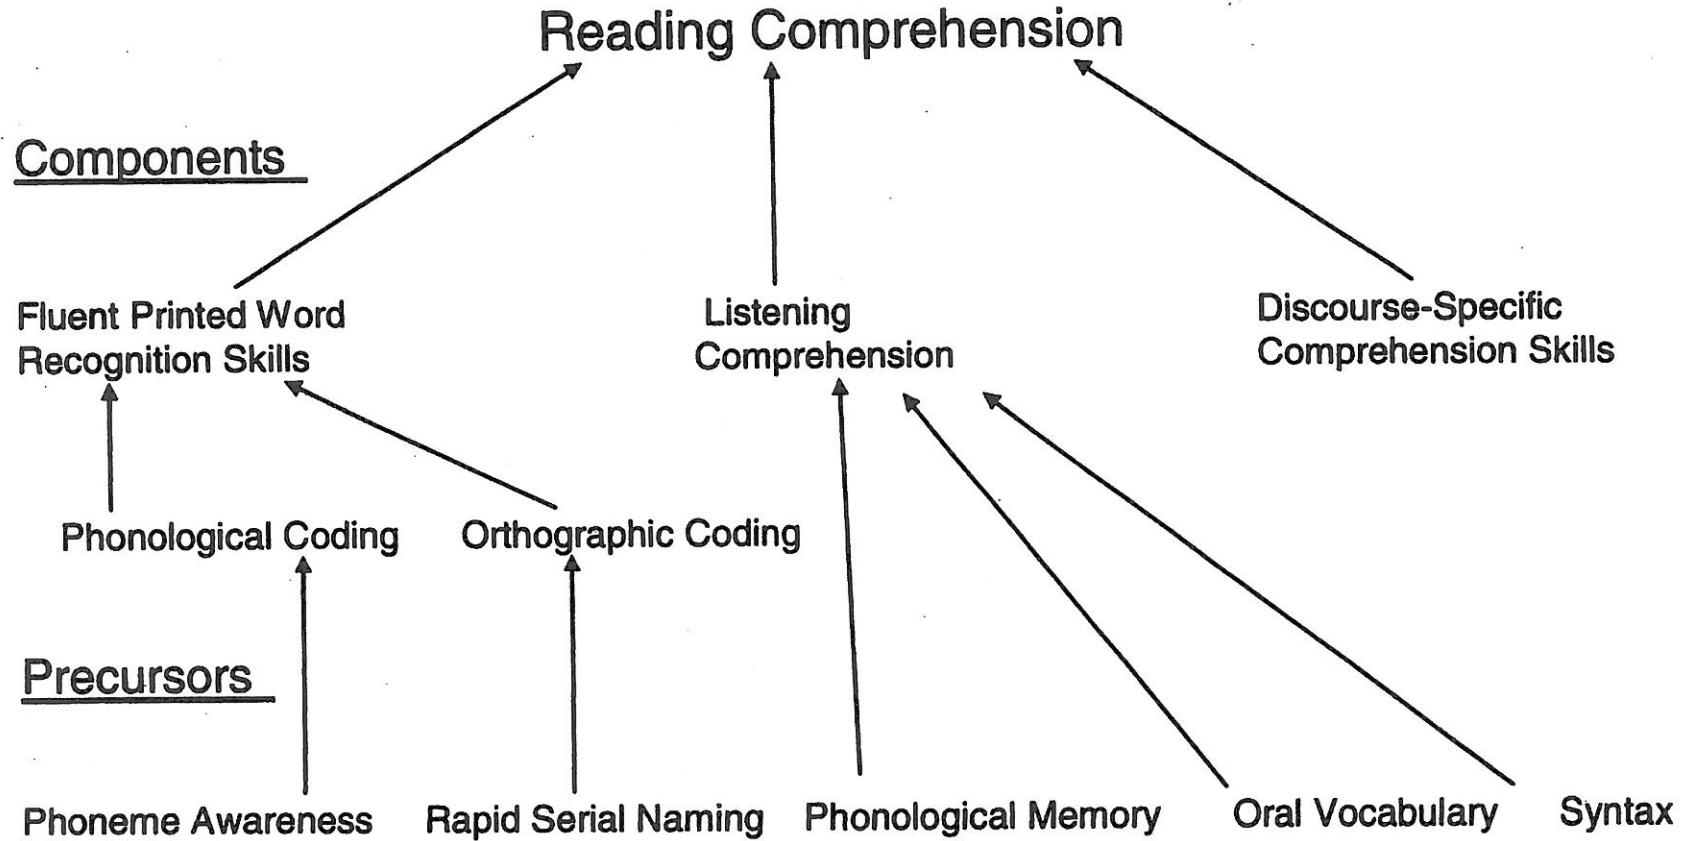 Reading Comprehension
Components
Fluent Printed Word
Recognition Skills
Listening
Comprehension
Discourse-Specific
Comprehension Skills
Phonological Coding
Orthographic Coding
Precursors
Phoneme Awareness
Rapid Serial Naming
Phonological Memory
Oral Vocabulary
Syntax